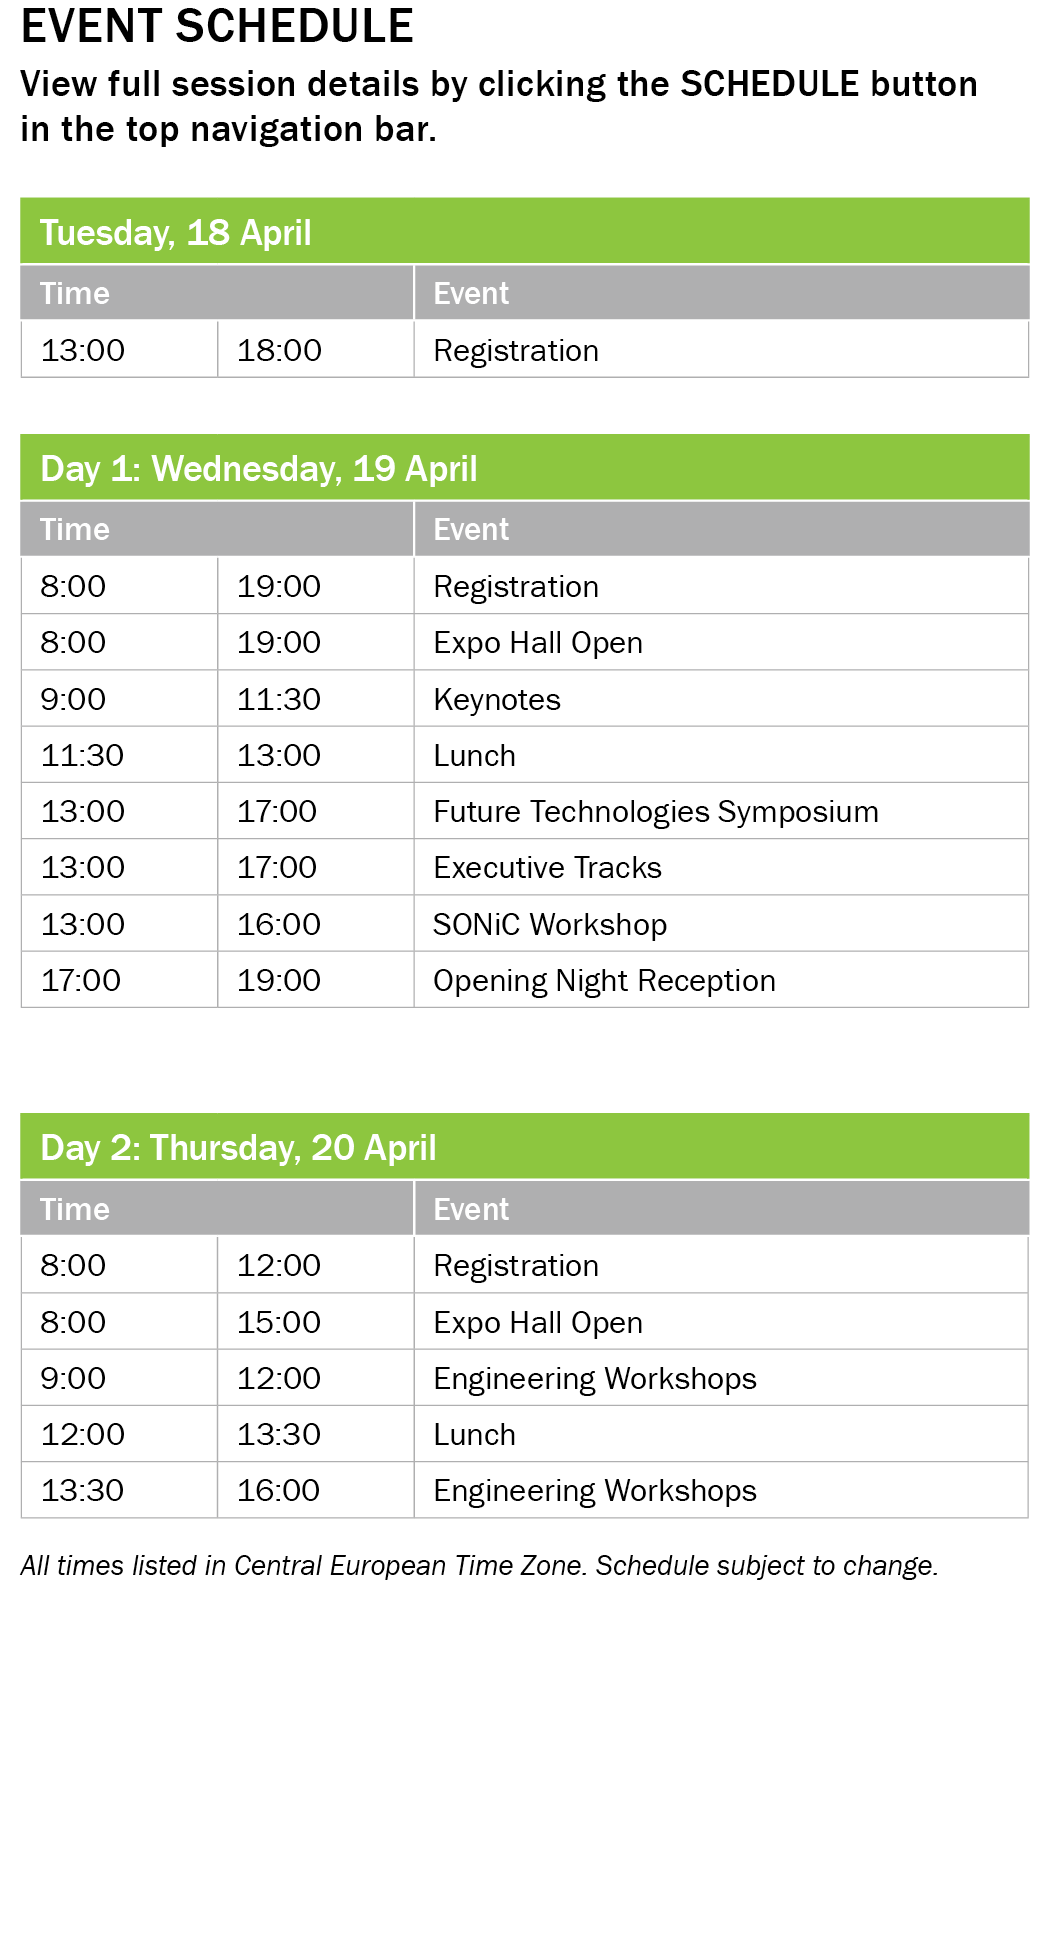 EVENT SCHEDULE
View full session details by clicking the SCHEDULE button
in the top navigation bar.
Tuesday, 18 April
Time Event
13:00 18:00 Registration
Day 1: Wednesday, 19 April
Time Event
8:00 19:00 Registration
8:00 19:00 Expo Hall Open
9:00 11:30 Keynotes
11:30 13:00 Lunch
13:00 17:00 Future Technologies Symposium
13:00 17:00 Executive Tracks
13:00 16:00 SONiC Workshop
17:00 19:00 Opening Night Reception
Day 2: Thursday, 20 April
Time Event
8:00 12:00 Registration
8:00 15:00 Expo Hall Open
9:00 12:00 Engineering Workshops
12:00 13:30 Lunch
13:30 16:00 Engineering Workshops
All times listed in Central European Time Zone. Schedule subject to change.